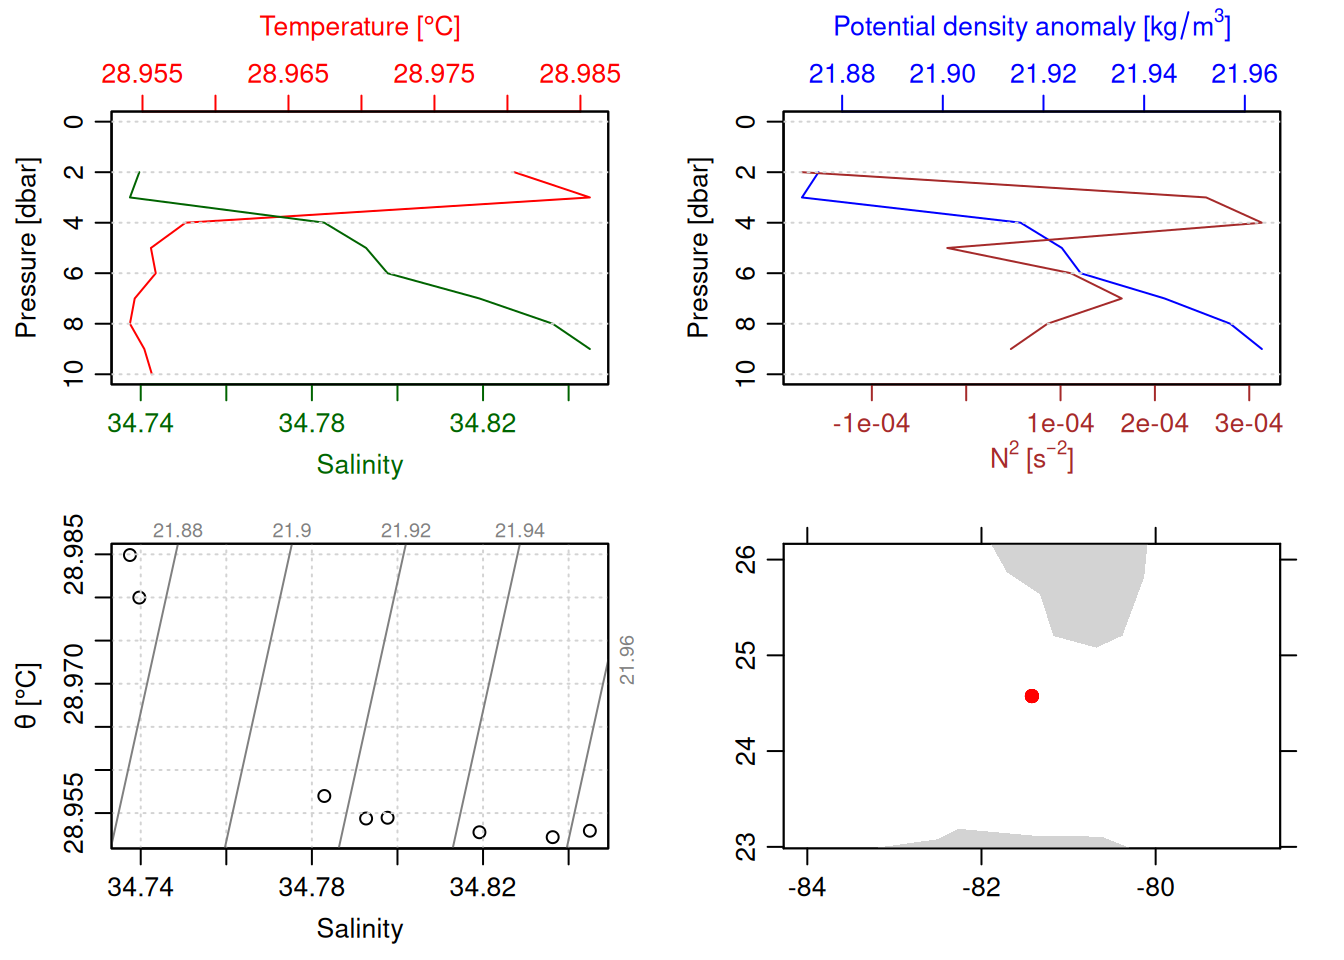 Temperature [°C]
28.955 28.965 28.975 28.985
Pressure [dbar]
0 2 4 6 8 10
34.74 34.78 34.82
Salinity
Potential density anomaly [kg/m³]
21.88 21.90 21.92 21.94 21.96
Pressure [dbar]
0 2 4 6 8 10
-1e-04 1e-04 2e-04 3e-04
N² [s⁻²]
21.88 21.9 21.92 21.94
21.96
θ [°C]
28.955 28.970 28.985
34.74 34.78 34.82
Salinity
23 24 25 26
-84 -82 -80